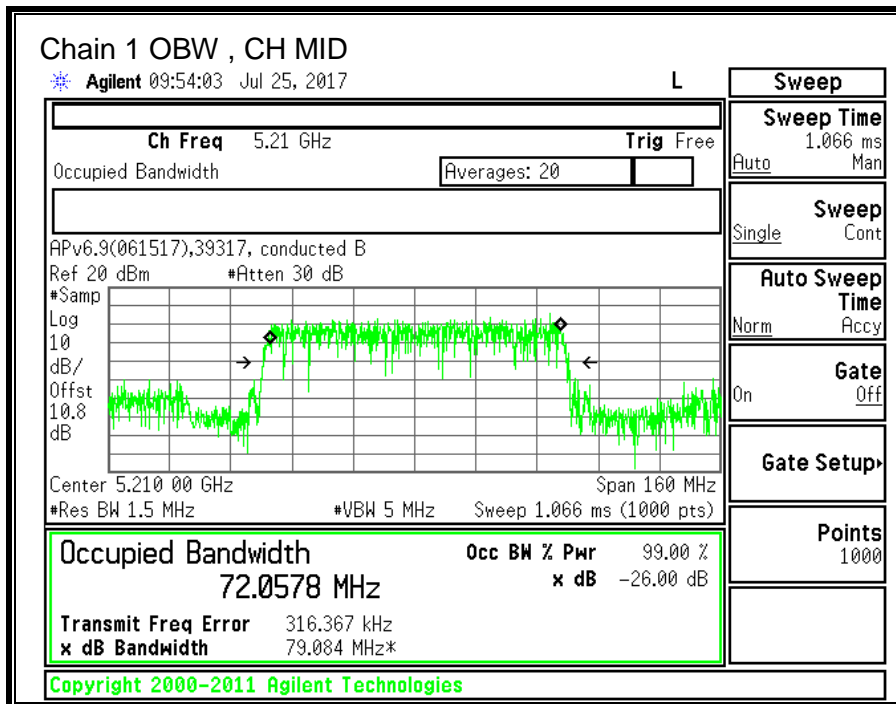 Chain 1 OBW , CH MID
Agilent 09:54:03 Jul 25, 2017 L
Sweep
Ch Freq 5.21 GHz Trig Free
Occupied Bandwidth Averages: 20
APv6.9(061517),39317, conducted B
Ref 20 dBm #Atten 30 dB
#Samp
Log
10
dB/
Offst
10.8
dB
Center 5.210 00 GHz Span 160 MHz
#Res BW 1.5 MHz #VBW 5 MHz Sweep 1.066 ms (1000 pts)
Occupied Bandwidth Occ BW % Pwr 99.00 %
72.0578 MHz x dB -26.00 dB
Transmit Freq Error 316.367 kHz
x dB Bandwidth 79.084 MHz*
Sweep Time
1.066 ms
Auto Man
Sweep
Single Cont
Auto Sweep
Time
Norm Accy
Gate
On Off
Gate Setup
Points
1000
Copyright 2000-2011 Agilent Technologies